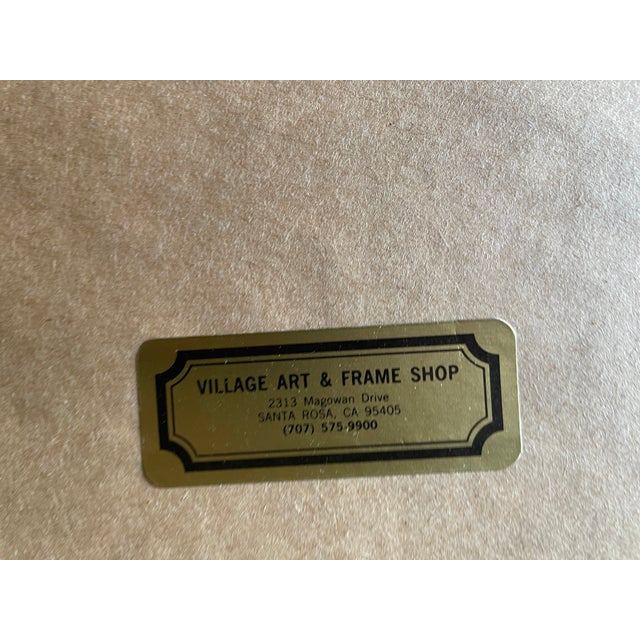 VILLAGE ART & FRAME SHOP
2313 Magowan Drive
SANTA ROSA, CA 95405
(707) 575-9900